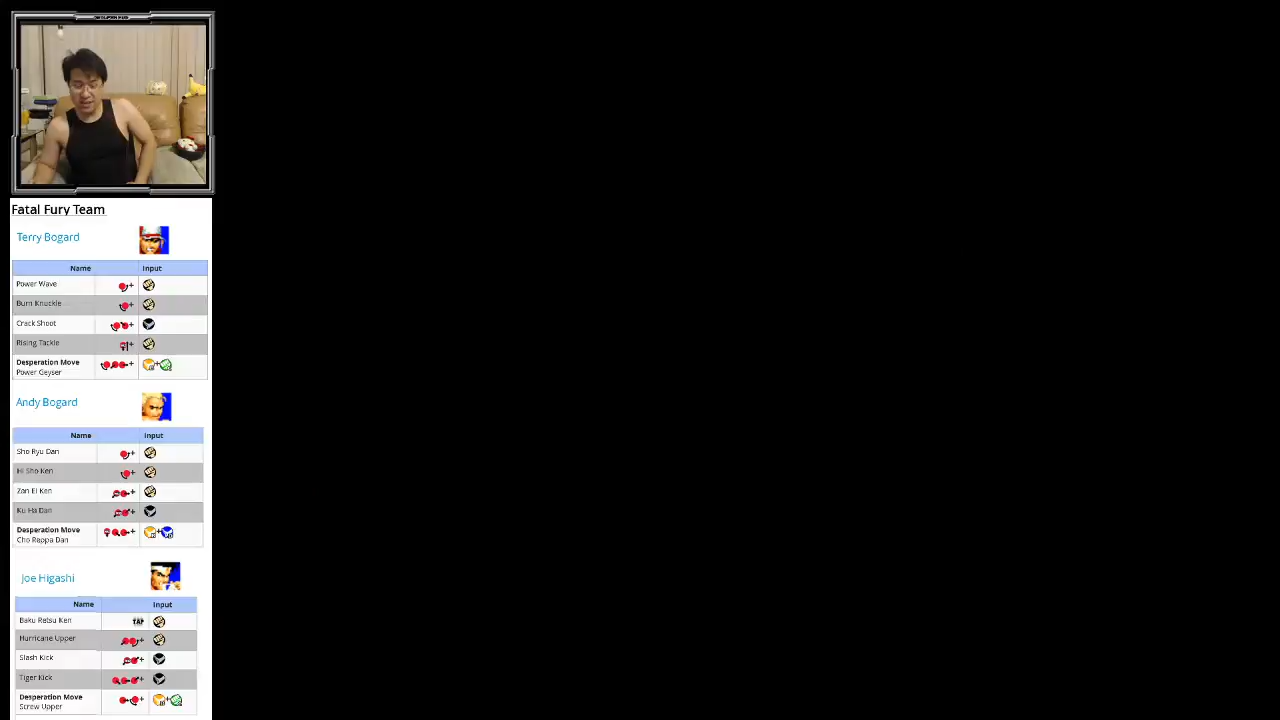 Fatal Fury Team
Terry Bogard
Name Input
Power Wave +
Burn Knuckle +
Crack Shoot +
Rising Tackle +
Desperation Move
Power Geyser + +
Andy Bogard
Name Input
Sho Ryu Dan +
Hi Sho Ken +
Zan Ei Ken +
Ku Ha Dan +
Desperation Move
Cho Reppa Dan + +
Joe Higashi
Name Input
Baku Retsu Ken TAP
Hurricane Upper +
Slash Kick +
Tiger Kick +
Desperation Move
Screw Upper + +